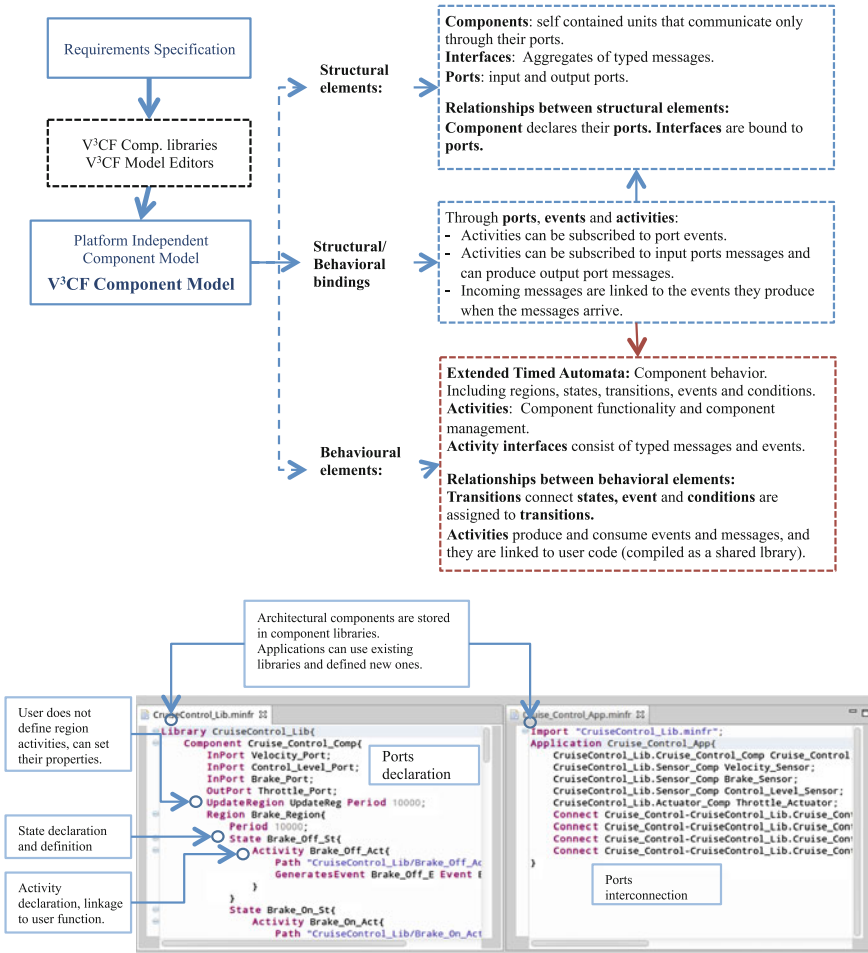 Requirements Specification
V³CF Comp. libraries
V³CF Model Editors
Platform Independent
Component Model
V³CF Component Model
Structural
elements:
Structural/
Behavioral
bindings
Behavioural
elements:
Components: self contained units that communicate only
through their ports.
Interfaces: Aggregates of typed messages.
Ports: input and output ports.
Relationships between structural elements:
Component declares their ports. Interfaces are bound to
ports.
Through ports, events and activities:
- Activities can be subscribed to port events.
- Activities can be subscribed to input ports messages and
can produce output port messages.
- Incoming messages are linked to the events they produce
when the messages arrive.
Extended Timed Automata: Component behavior.
Including regions, states, transitions, events and conditions.
Activities: Component functionality and component
management.
Activity interfaces consist of typed messages and events.
Relationships between behavioral elements:
Transitions connect states, event and conditions are
assigned to transitions.
Activities produce and consume events and messages, and
they are linked to user code (compiled as a shared library).
Architectural components are stored
in component libraries.
Applications can use existing
libraries and defined new ones.
User does not
define region
activities, can set
their properties.
State declaration
and definition
Activity
declaration, linkage
to user function.
CruiseControl_Lib.minfr
Library CruiseControl_Lib{
Component Cruise_Control_Comp{
InPort Velocity_Port;
InPort Control_Level_Port;
InPort Brake_Port;
OutPort Throttle_Port;
UpdateRegion UpdateReg Period 10000;
Region Brake_Region{
Period 10000;
State Brake_Off_St{
Activity Brake_Off_Act{
Path "CruiseControl_Lib/Brake_Off_Ac
GeneratesEvent Brake_Off_E Event E
}
}
State Brake_On_St{
Activity Brake_On_Act{
Path "CruiseControl_Lib/Brake_On_Act
Ports
declaration
Cruise_Control_App.minfr
Import "CruiseControl_Lib.minfr";
Application Cruise_Control_App{
CruiseControl_Lib.Cruise_Control_Comp Cruise_Control
CruiseControl_Lib.Sensor_Comp Velocity_Sensor;
CruiseControl_Lib.Sensor_Comp Brake_Sensor;
CruiseControl_Lib.Sensor_Comp Control_Level_Sensor;
CruiseControl_Lib.Actuator_Comp Throttle_Actuator;
Connect Cruise_Control-CruiseControl_Lib.Cruise_Cont
Connect Cruise_Control-CruiseControl_Lib.Cruise_Cont
Connect Cruise_Control-CruiseControl_Lib.Cruise_Cont
Connect Cruise_Control-CruiseControl_Lib.Cruise_Cont
}
Ports
interconnection